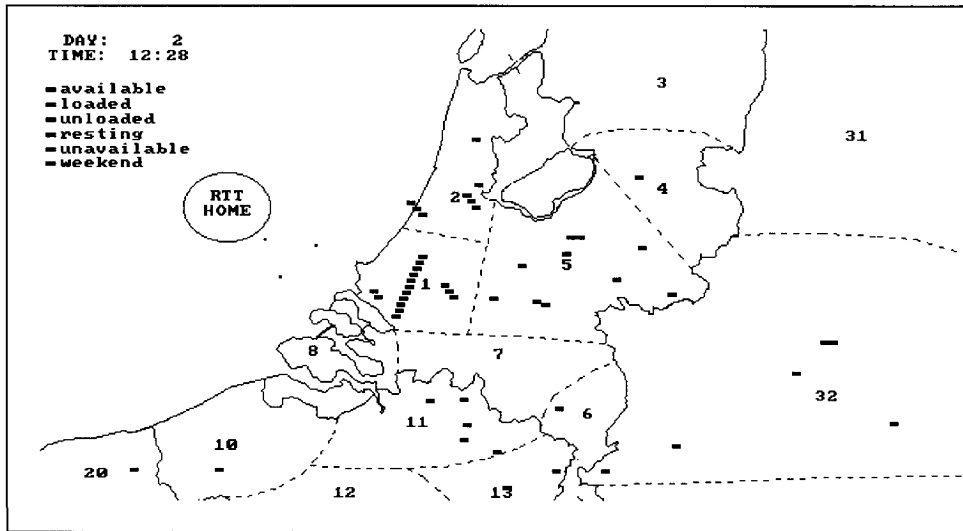 DAY: 2
TIME: 12:28
available
loaded
unloaded
resting
unavailable
weekend
RTT
HOME
3
31
4
2
5
1
8
7
32
6
11
10
20
12
13